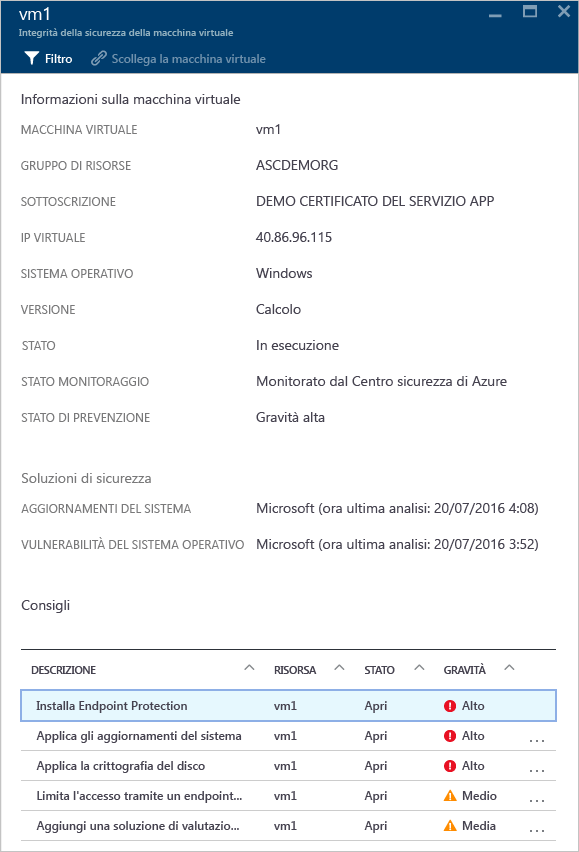 vm1
Integrità della sicurezza della macchina virtuale
Filtro Scollega la macchina virtuale
Informazioni sulla macchina virtuale
MACCHINA VIRTUALE vm1
GRUPPO DI RISORSE ASCDEMORG
SOTTOSCRIZIONE DEMO CERTIFICATO DEL SERVIZIO APP
IP VIRTUALE 40.86.96.115
SISTEMA OPERATIVO Windows
VERSIONE Calcolo
STATO In esecuzione
STATO MONITORAGGIO Monitorato dal Centro sicurezza di Azure
STATO DI PREVENZIONE Gravità alta
Soluzioni di sicurezza
AGGIORNAMENTI DEL SISTEMA Microsoft (ora ultima analisi: 20/07/2016 4:08)
VULNERABILITÀ DEL SISTEMA OPERATIVO Microsoft (ora ultima analisi: 20/07/2016 3:52)
Consigli
DESCRIZIONE RISORSA STATO GRAVITÀ
Installa Endpoint Protection vm1 Apri Alto
Applica gli aggiornamenti del sistema vm1 Apri Alto ...
Applica la crittografia del disco vm1 Apri Alto ...
Limita l'accesso tramite un endpoint... vm1 Apri Medio ...
Aggiungi una soluzione di valutazio... vm1 Apri Media ...